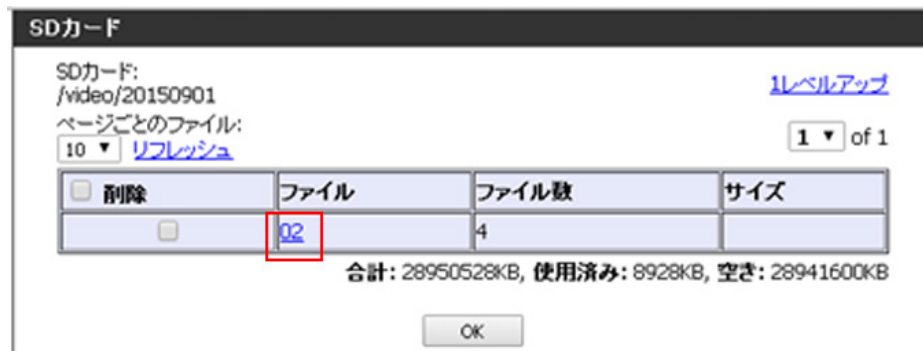 SDカード
SDカード:
/video/20150901
1レベルアップ
ページごとのファイル:
10 リフレッシュ
1 of 1
削除 ファイル ファイル数 サイズ
02 4
合計: 28950528KB, 使用済み: 8928KB, 空き: 28941600KB
OK